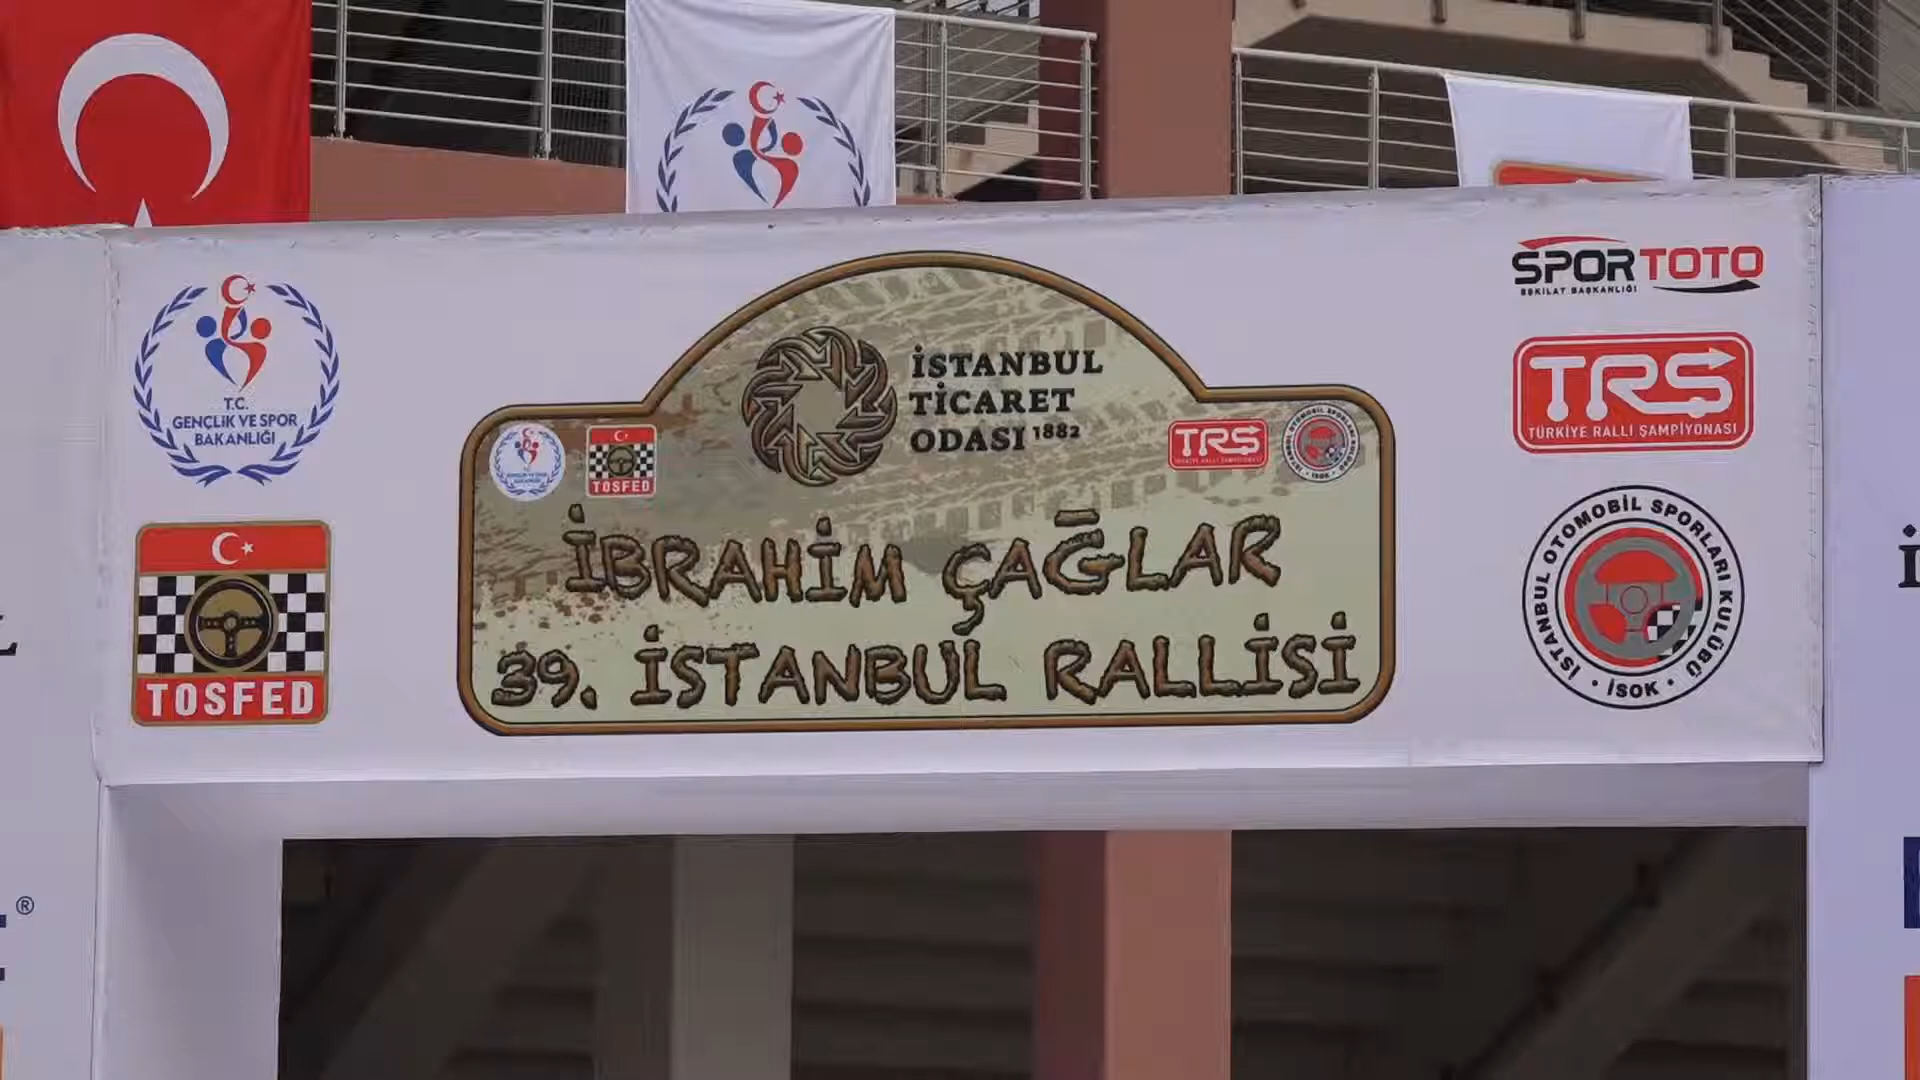 T.C.
GENÇLİK VE SPOR
BAKANLIĞI
TOSFED
İSTANBUL
TİCARET
ODASI 1882
TOSFED
TRS
İSOK
İBRAHİM ÇAĞLAR
39. İSTANBUL RALLİSİ
SPORTOTO
TRS
TÜRKİYE RALLİ ŞAMPİYONASI
İSTANBUL OTOMOBİL SPORLARI KULÜBÜ
• İSOK •
®